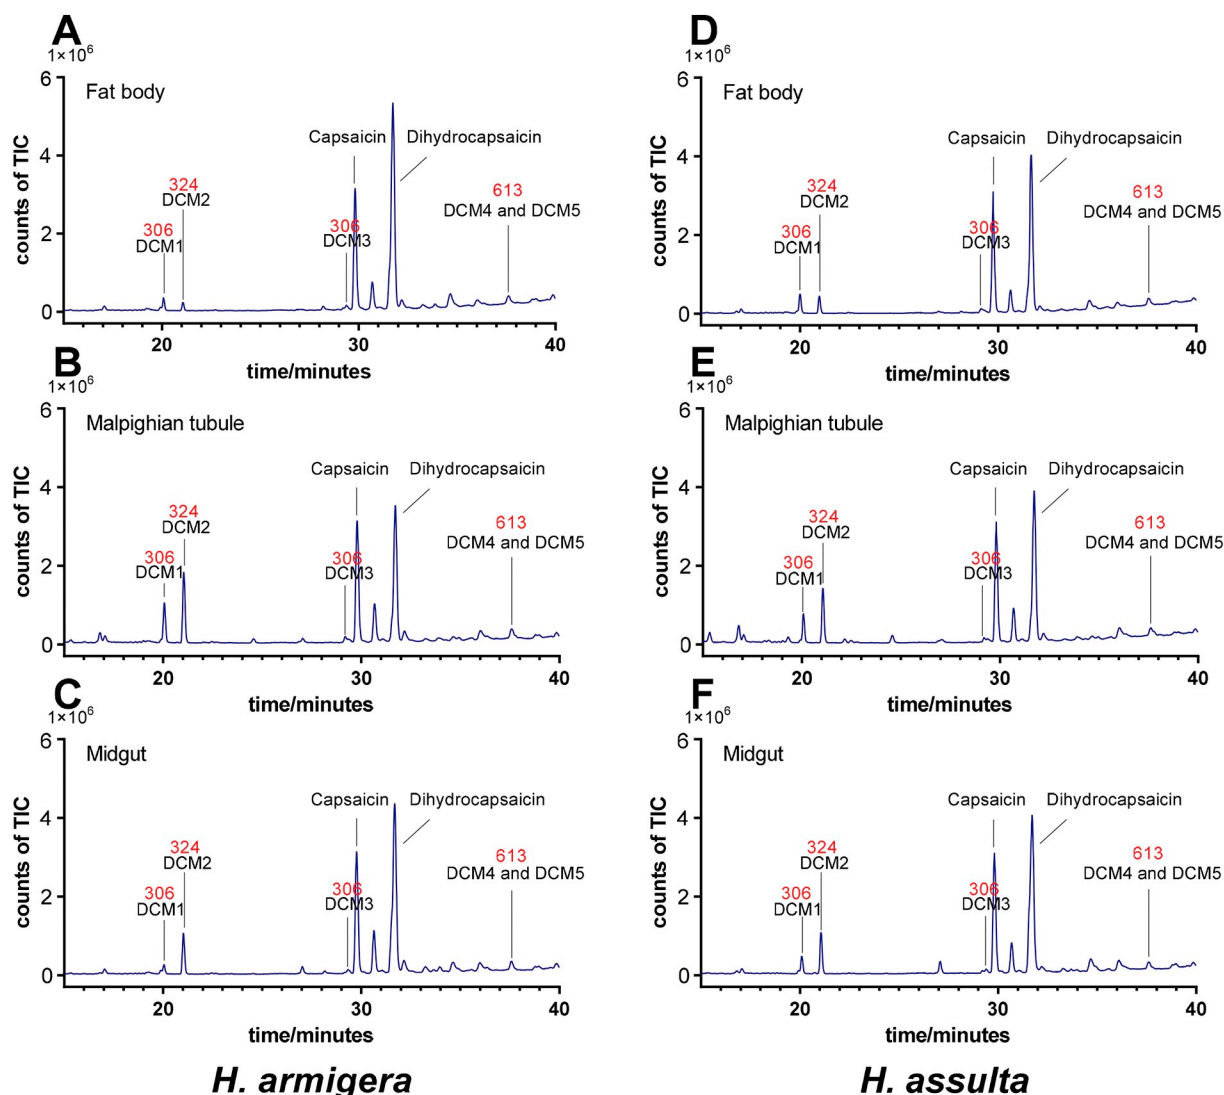 A
1×10⁶
6
Fat body
Capsaicin
Dihydrocapsaicin
4
counts of TIC
324
DCM2
613
DCM4 and DCM5
306
DCM1
306
DCM3
2
0
20
30
40
time/minutes
B
1×10⁶
6
Malpighian tubule
Capsaicin
Dihydrocapsaicin
4
counts of TIC
324
DCM2
613
DCM4 and DCM5
306
DCM1
306
DCM3
2
0
20
30
40
time/minutes
C
1×10⁶
6
Midgut
Capsaicin
Dihydrocapsaicin
4
counts of TIC
324
DCM2
613
DCM4 and DCM5
306
DCM1
306
DCM3
2
0
20
30
40
time/minutes
H. armigera
D
1×10⁶
6
Fat body
Capsaicin
Dihydrocapsaicin
4
counts of TIC
324
DCM2
613
DCM4 and DCM5
306
DCM1
306
DCM3
2
0
20
30
40
time/minutes
E
1×10⁶
6
Malpighian tubule
Capsaicin
Dihydrocapsaicin
4
counts of TIC
324
DCM2
613
DCM4 and DCM5
306
DCM1
306
DCM3
2
0
20
30
40
time/minutes
F
1×10⁶
6
Midgut
Capsaicin
Dihydrocapsaicin
4
counts of TIC
324
DCM2
613
DCM4 and DCM5
306
DCM1
306
DCM3
2
0
20
30
40
time/minutes
H. assulta